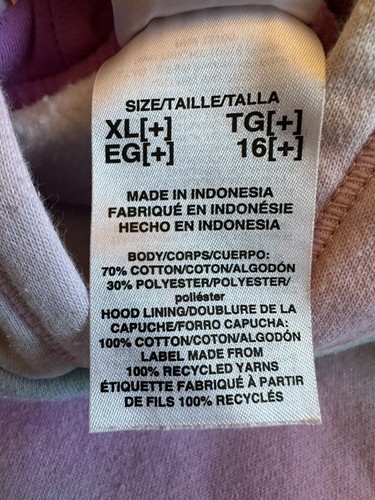 SIZE/TAILLE/TALLA
XL[+] TG[+]
EG[+] 16[+]
MADE IN INDONESIA
FABRIQUÉ EN INDONÉSIE
HECHO EN INDONESIA
BODY/CORPS/CUERPO:
70% COTTON/COTON/ALGODÓN
30% POLYESTER/POLYESTER/
poliéster
HOOD LINING/DOUBLURE DE LA
CAPUCHE/FORRO CAPUCHA:
100% COTTON/COTON/ALGODÓN
LABEL MADE FROM
100% RECYCLED YARNS
ÉTIQUETTE FABRIQUÉ À PARTIR
DE FILS 100% RECYCLÉS